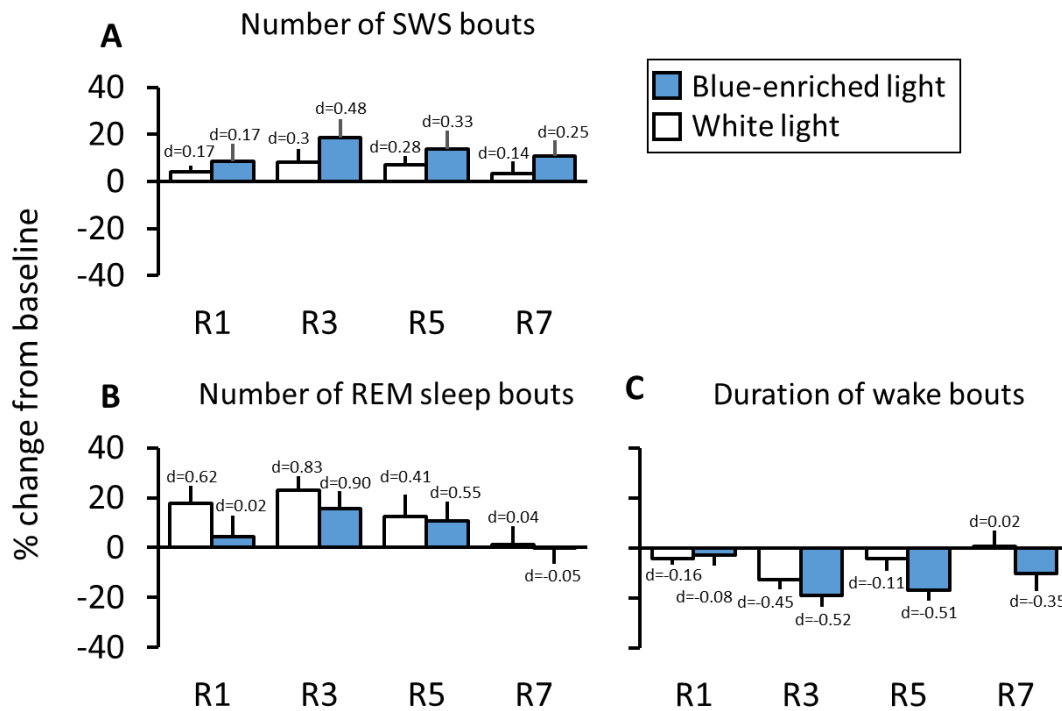 A
Number of SWS bouts
Blue-enriched light
White light
% change from baseline
40
20
0
-20
-40
d=0.17
d=0.17
d=0.3
d=0.48
d=0.28
d=0.33
d=0.14
d=0.25
R1 R3 R5 R7
B
Number of REM sleep bouts
40
20
0
-20
-40
d=0.62
d=0.02
d=0.83
d=0.90
d=0.41
d=0.55
d=0.04
d=-0.05
R1 R3 R5 R7
C
Duration of wake bouts
d=-0.16
d=-0.08
d=-0.45
d=-0.52
d=-0.11
d=-0.51
d=0.02
d=-0.35
R1 R3 R5 R7